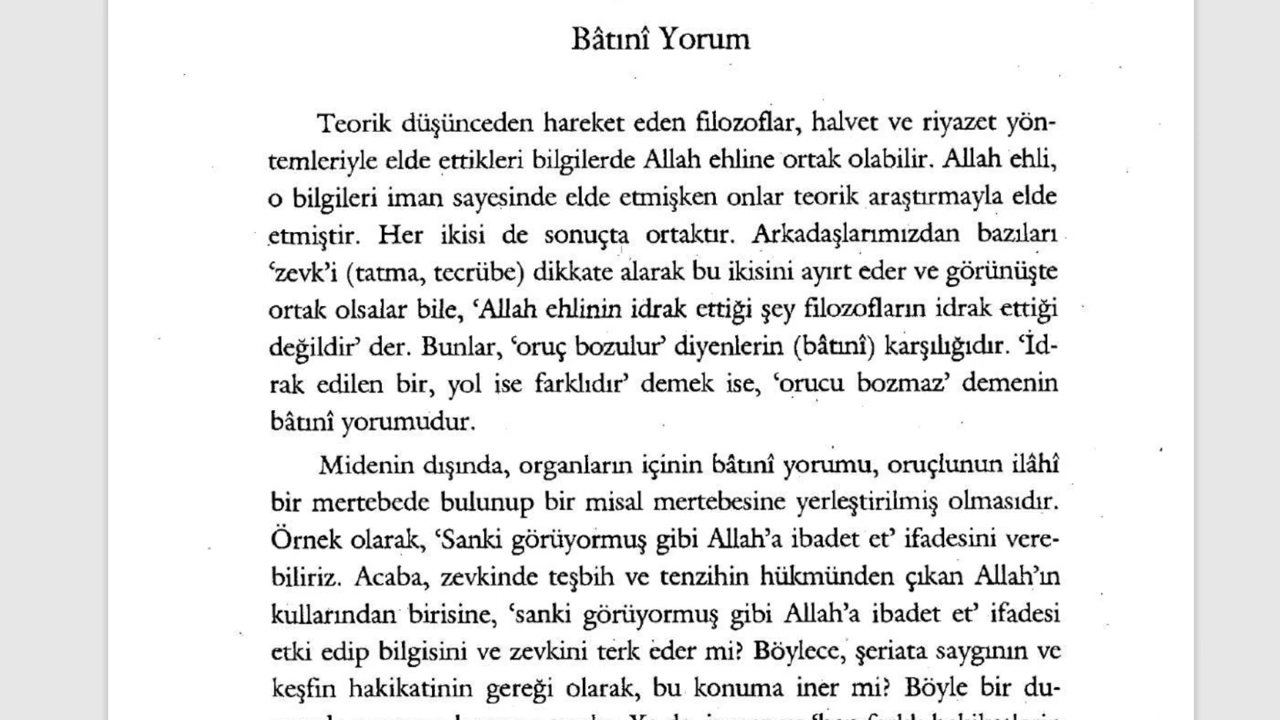 Bâtınî Yorum
Teorik düşünceden hareket eden filozoflar, halvet ve riyazet yön-
temleriyle elde ettikleri bilgilerde Allah ehline ortak olabilir. Allah ehli,
o bilgileri iman sayesinde elde etmişken onlar teorik araştırmayla elde
etmiştir. Her ikisi de sonuçta ortaktır. Arkadaşlarımızdan bazıları
‘zevk’i (tatma, tecrübe) dikkate alarak bu ikisini ayırt eder ve görünüşte
ortak olsalar bile, ‘Allah ehlinin idrak ettiği şey filozofların idrak ettiği
değildir’ der. Bunlar, ‘oruç bozulur’ diyenlerin (bâtınî) karşılığıdır. ‘İd-
rak edilen bir, yol ise farklıdır’ demek ise, ‘orucu bozmaz’ demenin
bâtınî yorumudur.
Midenin dışında, organların içinin bâtınî yorumu, oruçlunun ilâhî
bir mertebede bulunup bir misal mertebesine yerleştirilmiş olmasıdır.
Örnek olarak, ‘Sanki görüyormuş gibi Allah’a ibadet et’ ifadesini vere-
biliriz. Acaba, zevkinde teşbih ve tenzihin hükmünden çıkan Allah’ın
kullarından birisine, ‘sanki görüyormuş gibi Allah’a ibadet et’ ifadesi
etki edip bilgisini ve zevkini terk eder mi? Böylece, şeriata saygının ve
keşfin hakikatinin gereği olarak, bu konuma iner mi? Böyle bir du-